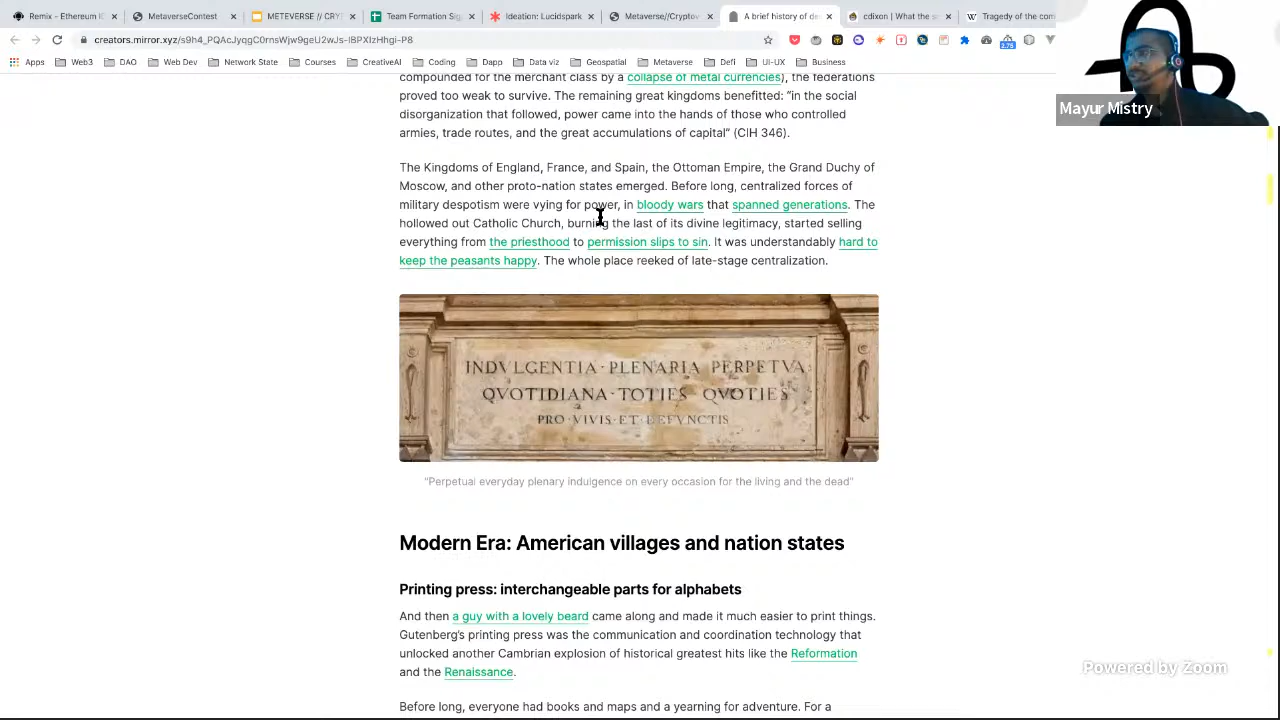 Remix - Ethereum IC
MetaverseContest
METEVERSE // CRY
Team Formation Sig
Ideation: Lucidspark
Metaverse//Cryptov
A brief history of de
cdixon | What the s
Tragedy of the com
creators.mirror.xyz/s9h4_PQAcJyqgC0rnsWjw9geU2wJs-IBPXIzHhgi-P8
2.75
Apps
Web3
DAO
Web Dev
Network State
Courses
CreativeAI
Coding
Dapp
Data viz
Geospatial
Metaverse
Defi
UI-UX
Business
Mayur Mistry
compounded for the merchant class by a collapse of metal currencies), the federations
proved too weak to survive. The remaining great kingdoms benefitted: “in the social
disorganization that followed, power came into the hands of those who controlled
armies, trade routes, and the great accumulations of capital” (CIH 346).
The Kingdoms of England, France, and Spain, the Ottoman Empire, the Grand Duchy of
Moscow, and other proto-nation states emerged. Before long, centralized forces of
military despotism were vying for power, in bloody wars that spanned generations. The
hollowed out Catholic Church, burning the last of its divine legitimacy, started selling
everything from the priesthood to permission slips to sin. It was understandably hard to
keep the peasants happy. The whole place reeked of late-stage centralization.
INDVLGENTIA·PLENARIA PERPETVA
QVOTIDIANA·TOTIES QVOTIES
PRO·VIVIS·ET·DEFVNCTIS
"Perpetual everyday plenary indulgence on every occasion for the living and the dead"
Modern Era: American villages and nation states
Printing press: interchangeable parts for alphabets
And then a guy with a lovely beard came along and made it much easier to print things.
Gutenberg’s printing press was the communication and coordination technology that
unlocked another Cambrian explosion of historical greatest hits like the Reformation
and the Renaissance.
Before long, everyone had books and maps and a yearning for adventure. For a
Powered by Zoom